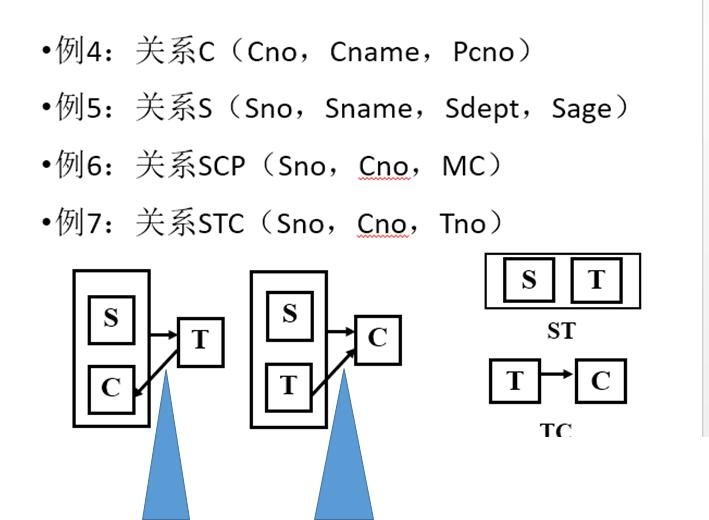 •例4：关系C（Cno，Cname，Pcno）
•例5：关系S（Sno，Sname，Sdept，Sage）
•例6：关系SCP（Sno，Cno，MC）
•例7：关系STC（Sno，Cno，Tno）
S
C
T
S
T
C
S T
ST
T C
TC